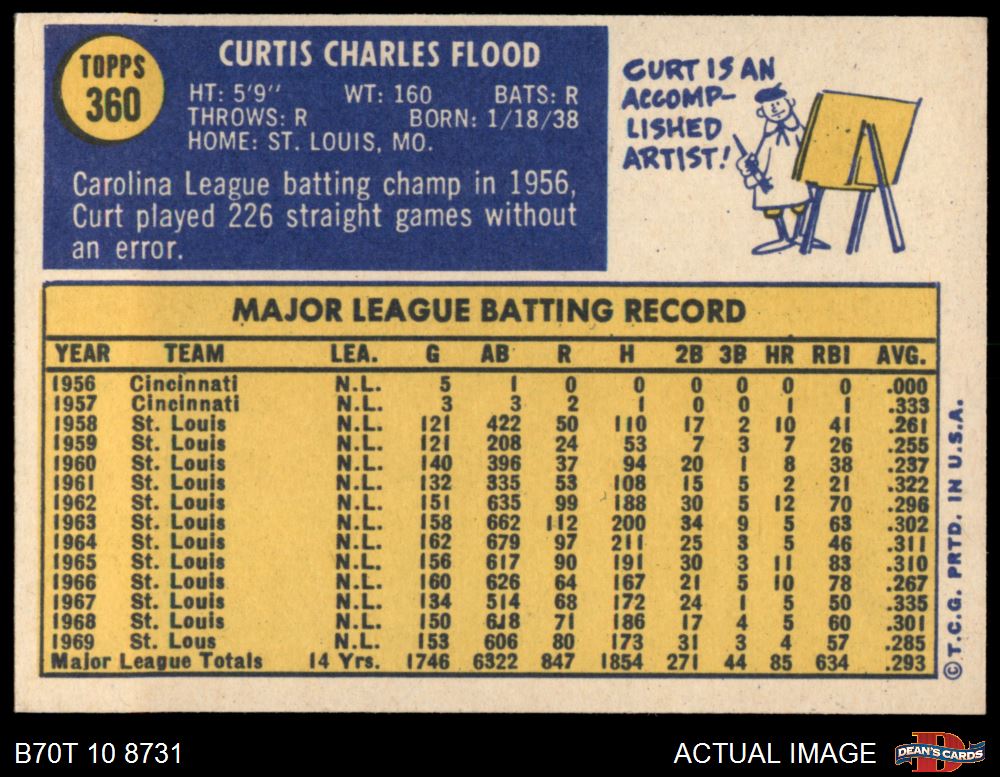 TOPPS
360
CURTIS CHARLES FLOOD
HT: 5'9" WT: 160 BATS: R
THROWS: R BORN: 1/18/38
HOME: ST. LOUIS, MO.
Carolina League batting champ in 1956,
Curt played 226 straight games without
an error.
CURT IS AN
ACCOMP-
LISHED
ARTIST!
MAJOR LEAGUE BATTING RECORD
YEAR TEAM LEA. G AB R H 2B 3B HR RBI AVG.
1956 Cincinnati N.L. 5 1 0 0 0 0 0 0 .000
1957 Cincinnati N.L. 3 3 2 1 0 0 1 1 .333
1958 St. Louis N.L. 121 422 50 110 17 2 10 41 .261
1959 St. Louis N.L. 121 208 24 53 7 3 7 26 .255
1960 St. Louis N.L. 140 396 37 94 20 1 8 38 .237
1961 St. Louis N.L. 132 335 53 108 15 5 2 21 .322
1962 St. Louis N.L. 151 635 99 188 30 5 12 70 .296
1963 St. Louis N.L. 158 662 112 200 34 9 5 63 .302
1964 St. Louis N.L. 162 679 97 211 25 3 5 46 .311
1965 St. Louis N.L. 156 617 90 191 30 3 11 83 .310
1966 St. Louis N.L. 160 626 64 167 21 5 10 78 .267
1967 St. Louis N.L. 134 514 68 172 24 1 5 50 .335
1968 St. Louis N.L. 150 618 71 186 17 4 5 60 .301
1969 St. Lous N.L. 153 606 80 173 31 3 4 57 .285
Major League Totals 14 Yrs. 1746 6322 847 1854 271 44 85 634 .293
© T.C.G. PRTD. IN U.S.A.
B70T 10 8731
ACTUAL IMAGE
D
DEAN'S CARDS